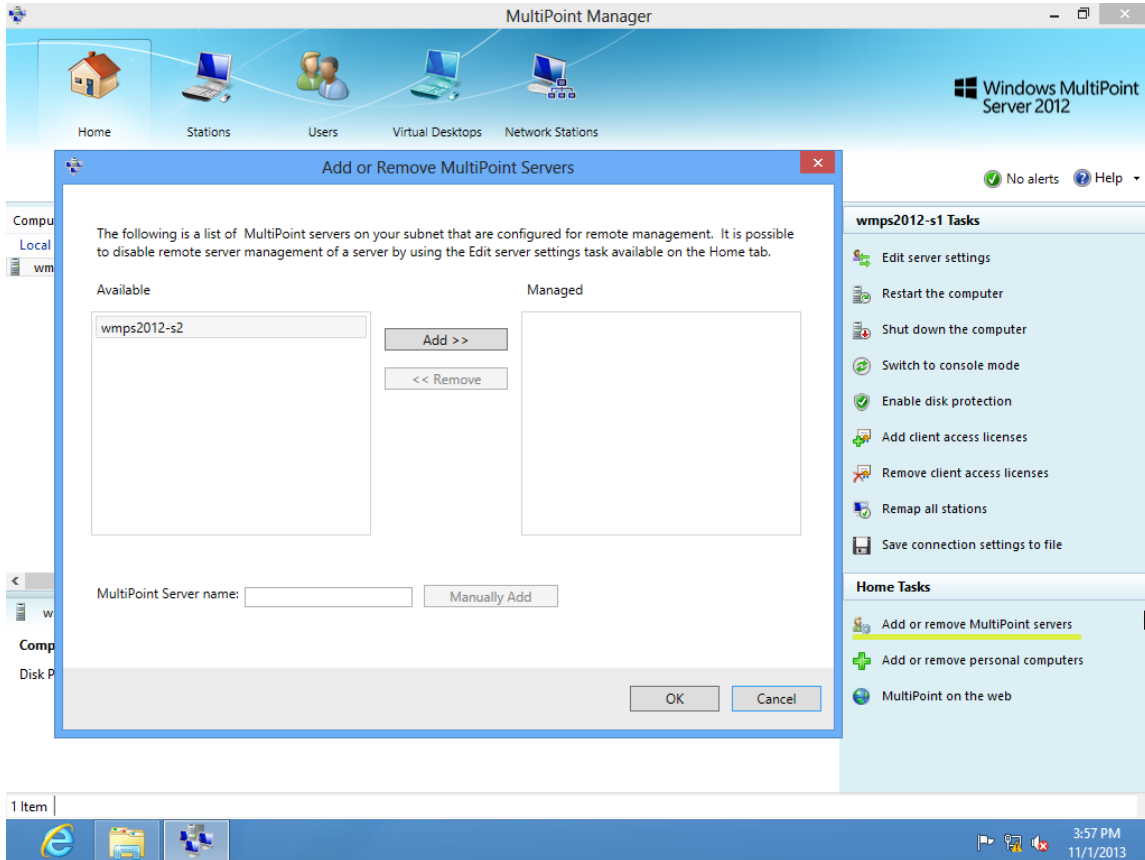 MultiPoint Manager
Home
Stations
Users
Virtual Desktops
Network Stations
Windows MultiPoint
Server 2012
No alerts
Help
Add or Remove MultiPoint Servers
The following is a list of MultiPoint servers on your subnet that are configured for remote management. It is possible
to disable remote server management of a server by using the Edit server settings task available on the Home tab.
Available
Managed
wmps2012-s2
Add >>
<< Remove
MultiPoint Server name:
Manually Add
OK
Cancel
Compu
Local
wm
w
Comp
Disk P
wmps2012-s1 Tasks
Edit server settings
Restart the computer
Shut down the computer
Switch to console mode
Enable disk protection
Add client access licenses
Remove client access licenses
Remap all stations
Save connection settings to file
Home Tasks
Add or remove MultiPoint servers
Add or remove personal computers
MultiPoint on the web
1 Item
3:57 PM
11/1/2013